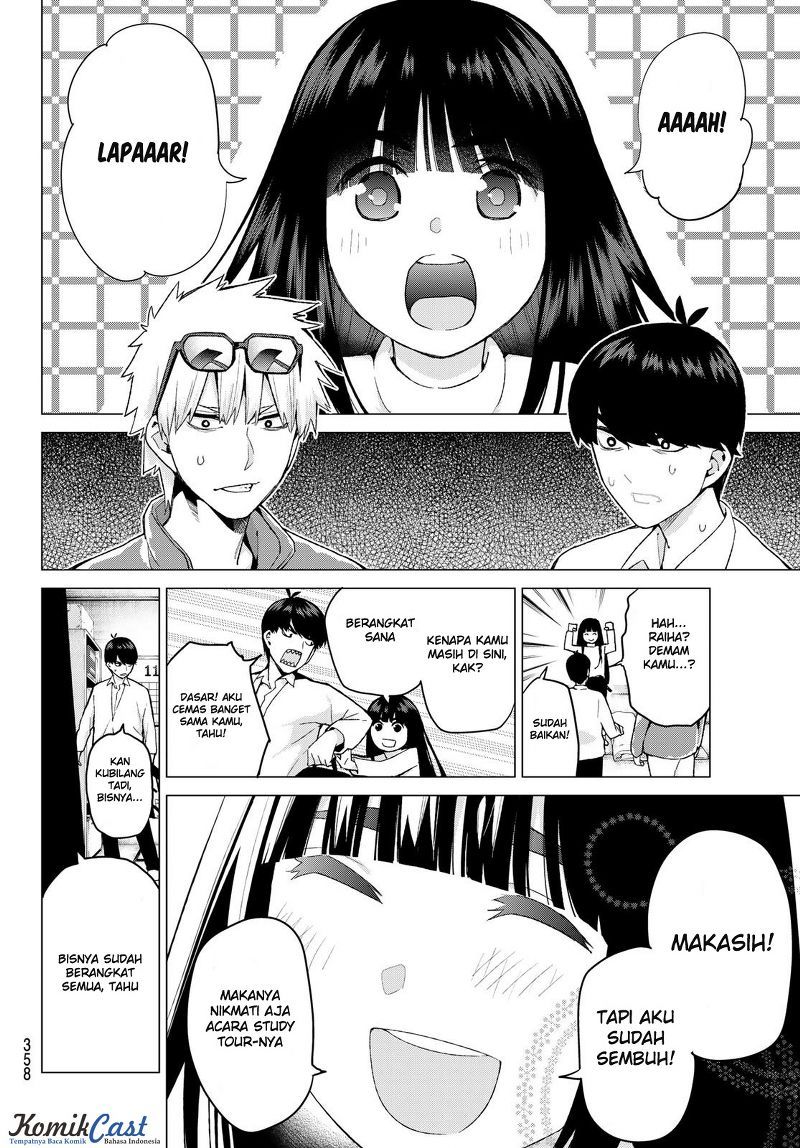 AAAAH!
LAPAAAR!
HAH...
RAIHA?
DEMAM
KAMU...?
SUDAH
BAIKAN!
KENAPA KAMU
MASIH DI SINI,
KAK?
BERANGKAT
SANA
DASAR! AKU
CEMAS BANGET
SAMA KAMU,
TAHU!
11
KAN
KUBILANG
TADI,
BISNYA...
BISNYA SUDAH
BERANGKAT
SEMUA, TAHU
MAKASIH!
TAPI AKU
SUDAH
SEMBUH!
MAKANYA
NIKMATI AJA
ACARA STUDY
TOUR-NYA
358
KomikCast
Tempatnya Baca Komik Bahasa Indonesia